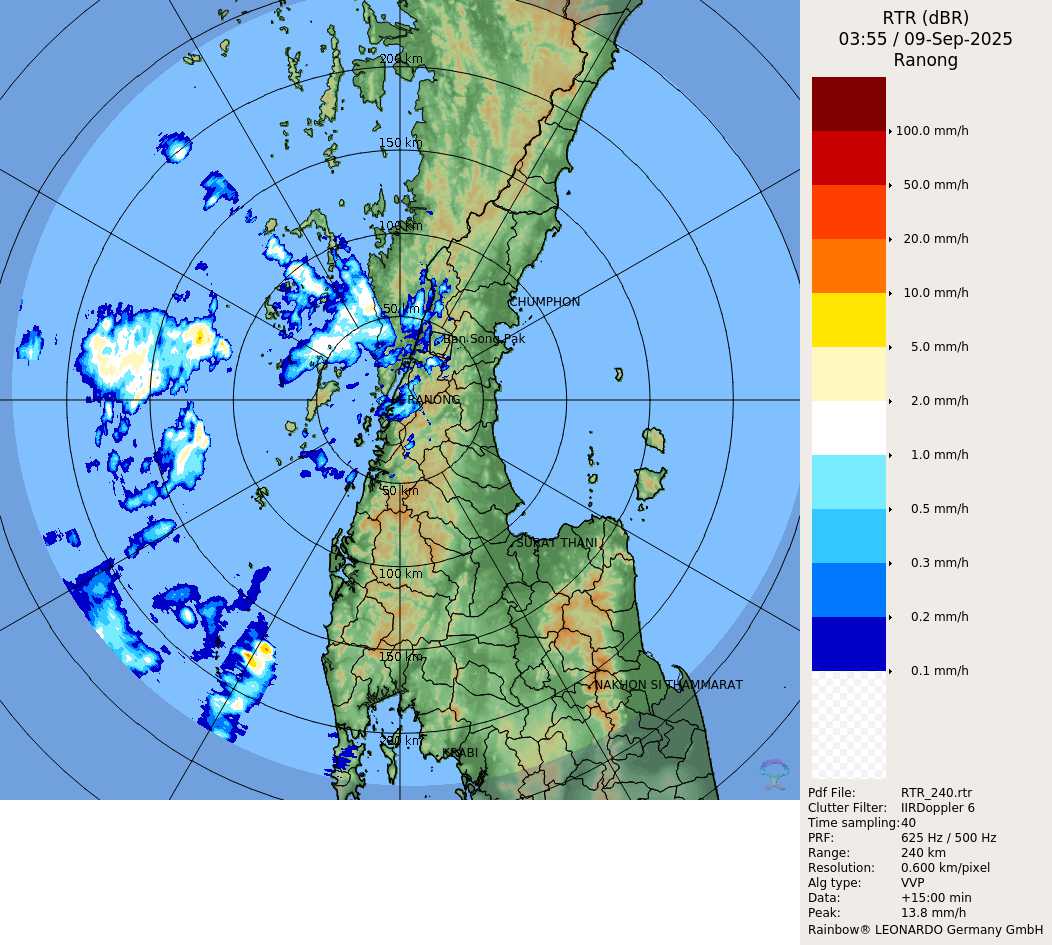 RTR (dBR)
03:55 / 09-Sep-2025
Ranong
200 km
150 km
100 km
50 km
CHUMPHON
Ban Song Pak
RANONG
50 km
SURAT THANI
100 km
150 km
NAKHON SI THAMMARAT
200 km
KRABI
100.0 mm/h
50.0 mm/h
20.0 mm/h
10.0 mm/h
5.0 mm/h
2.0 mm/h
1.0 mm/h
0.5 mm/h
0.3 mm/h
0.2 mm/h
0.1 mm/h
Pdf File: RTR_240.rtr
Clutter Filter: IIRDoppler 6
Time sampling:40
PRF: 625 Hz / 500 Hz
Range: 240 km
Resolution: 0.600 km/pixel
Alg type: VVP
Data: +15:00 min
Peak: 13.8 mm/h
Rainbow® LEONARDO Germany GmbH